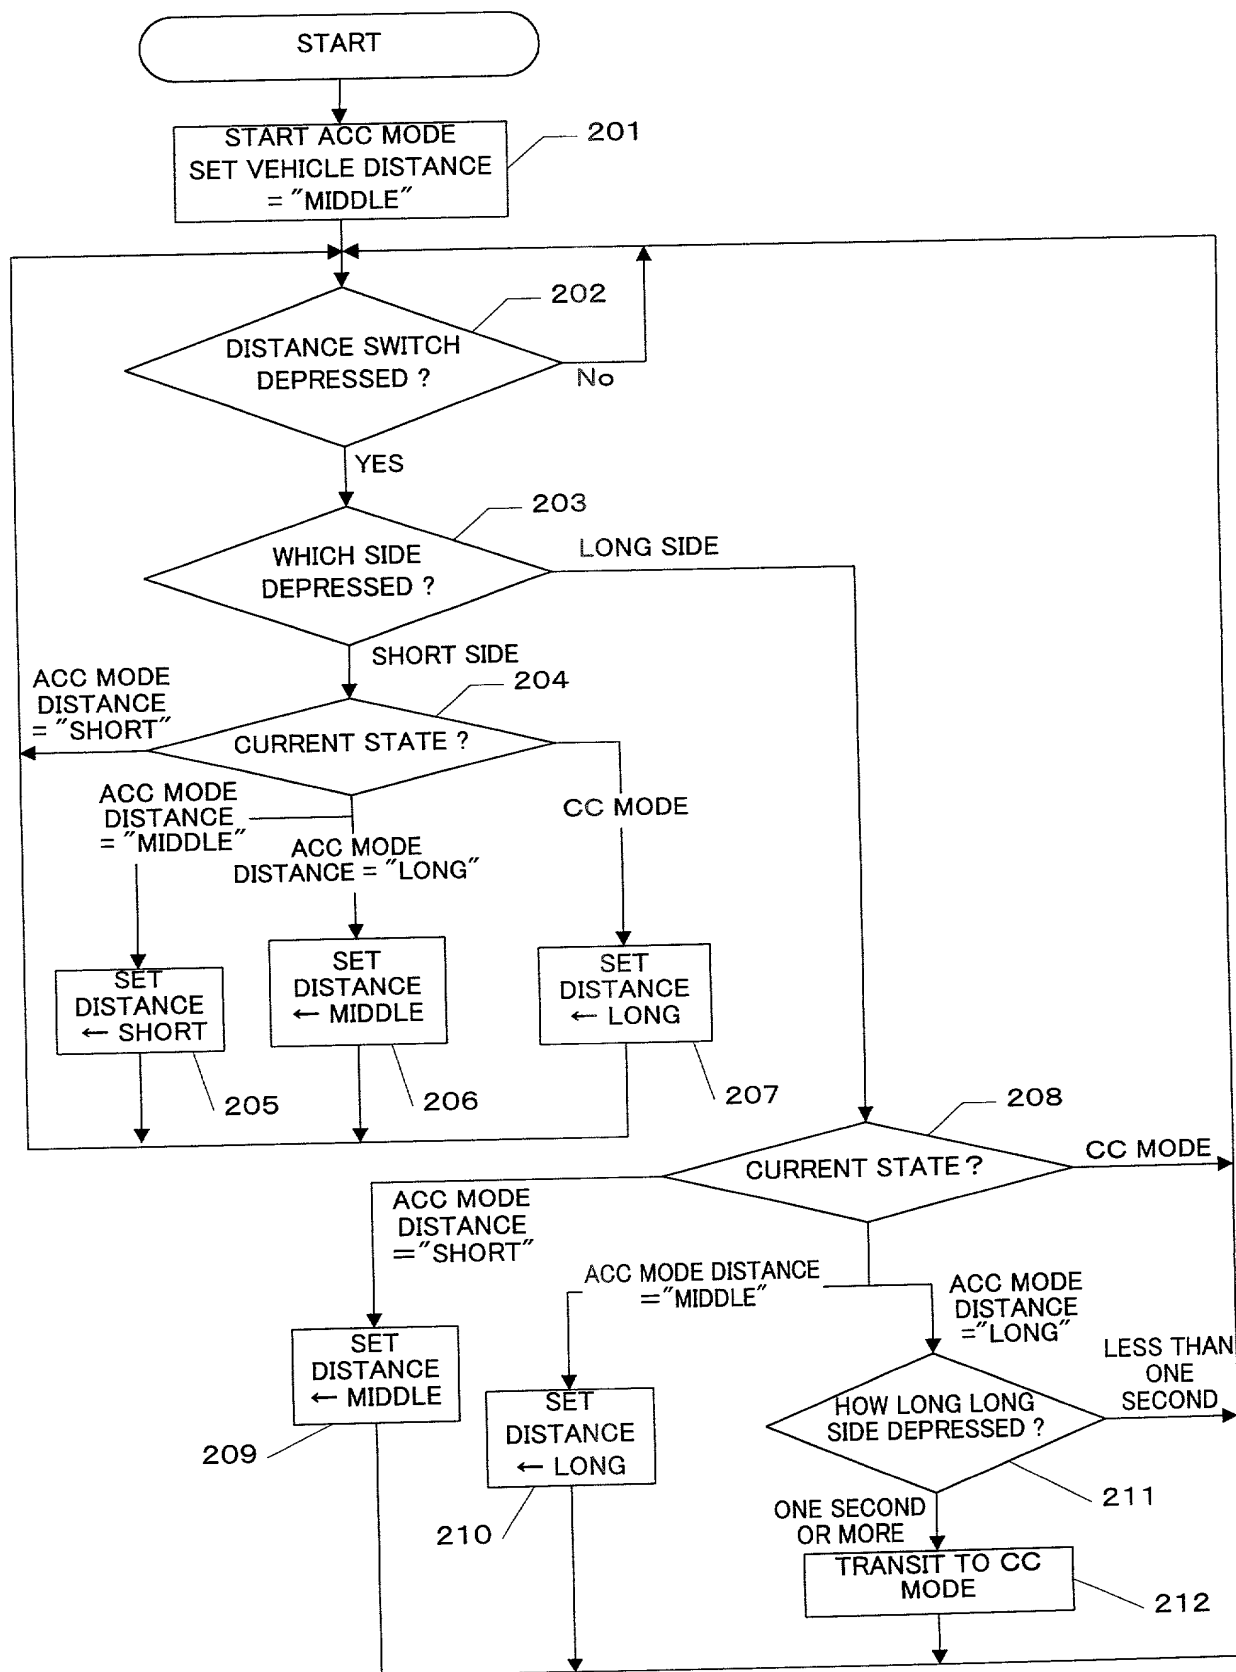 START
START ACC MODE
SET VEHICLE DISTANCE
= "MIDDLE"
201
202
DISTANCE SWITCH
DEPRESSED ?
No
YES
203
WHICH SIDE
DEPRESSED ?
LONG SIDE
SHORT SIDE
204
ACC MODE
DISTANCE
= "SHORT"
CURRENT STATE ?
ACC MODE
DISTANCE
= "MIDDLE"
ACC MODE
DISTANCE = "LONG"
CC MODE
SET
DISTANCE
← SHORT
205
SET
DISTANCE
← MIDDLE
206
SET
DISTANCE
← LONG
207
208
CURRENT STATE ?
CC MODE
ACC MODE
DISTANCE
="SHORT"
ACC MODE DISTANCE
="MIDDLE"
ACC MODE
DISTANCE
="LONG"
SET
DISTANCE
← MIDDLE
209
SET
DISTANCE
← LONG
210
HOW LONG LONG
SIDE DEPRESSED ?
LESS THAN
ONE
SECOND
211
ONE SECOND
OR MORE
TRANSIT TO CC
MODE
212